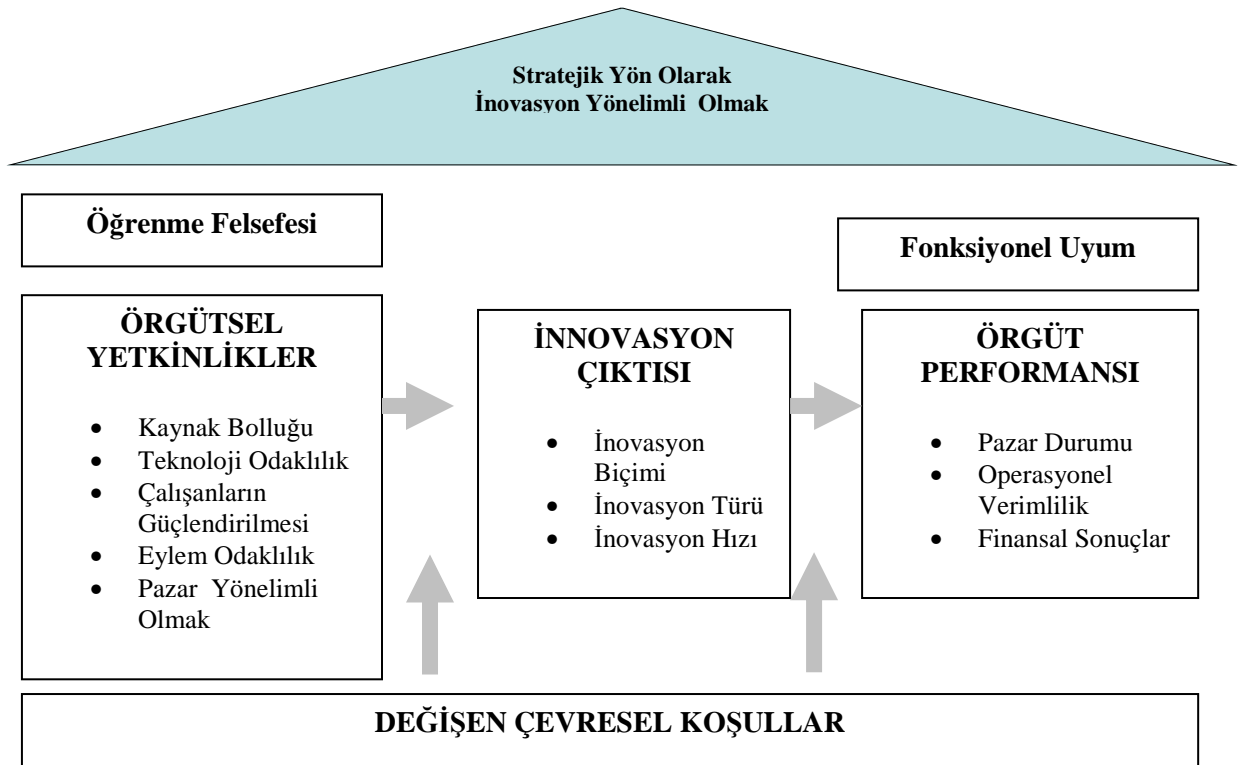 Stratejik Yön Olarak
İnovasyon Yönelimli Olmak
Öğrenme Felsefesi
Fonksiyonel Uyum
ÖRGÜTSEL
YETKİNLİKLER
• Kaynak Bolluğu
• Teknoloji Odaklılık
• Çalışanların
Güçlendirilmesi
• Eylem Odaklılık
• Pazar Yönelimli
Olmak
İNNOVASYON
ÇIKTISI
• İnovasyon
Biçimi
• İnovasyon Türü
• İnovasyon Hızı
ÖRGÜT
PERFORMANSI
• Pazar Durumu
• Operasyonel
Verimlilik
• Finansal Sonuçlar
DEĞİŞEN ÇEVRESEL KOŞULLAR